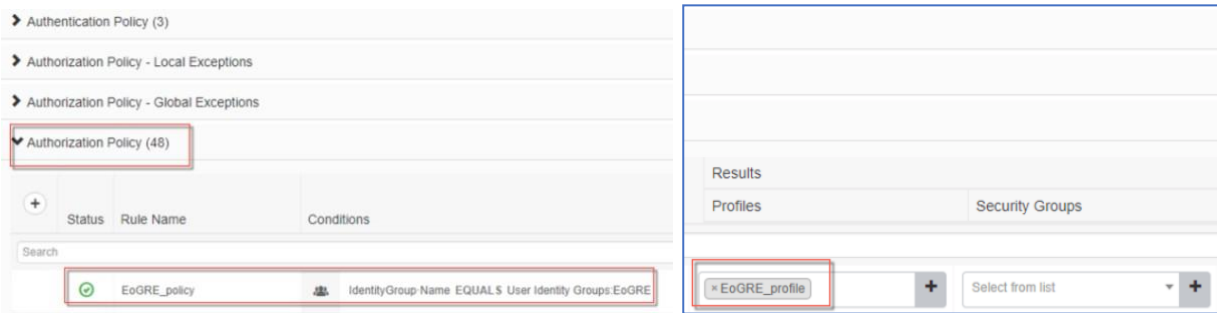 Authentication Policy (3)
Authorization Policy - Local Exceptions
Authorization Policy - Global Exceptions
Authorization Policy (48)
+ Status Rule Name Conditions
Search
EoGRE_policy IdentityGroup·Name EQUALS User Identity Groups:EoGRE
Results
Profiles Security Groups
× EoGRE_profile + Select from list +